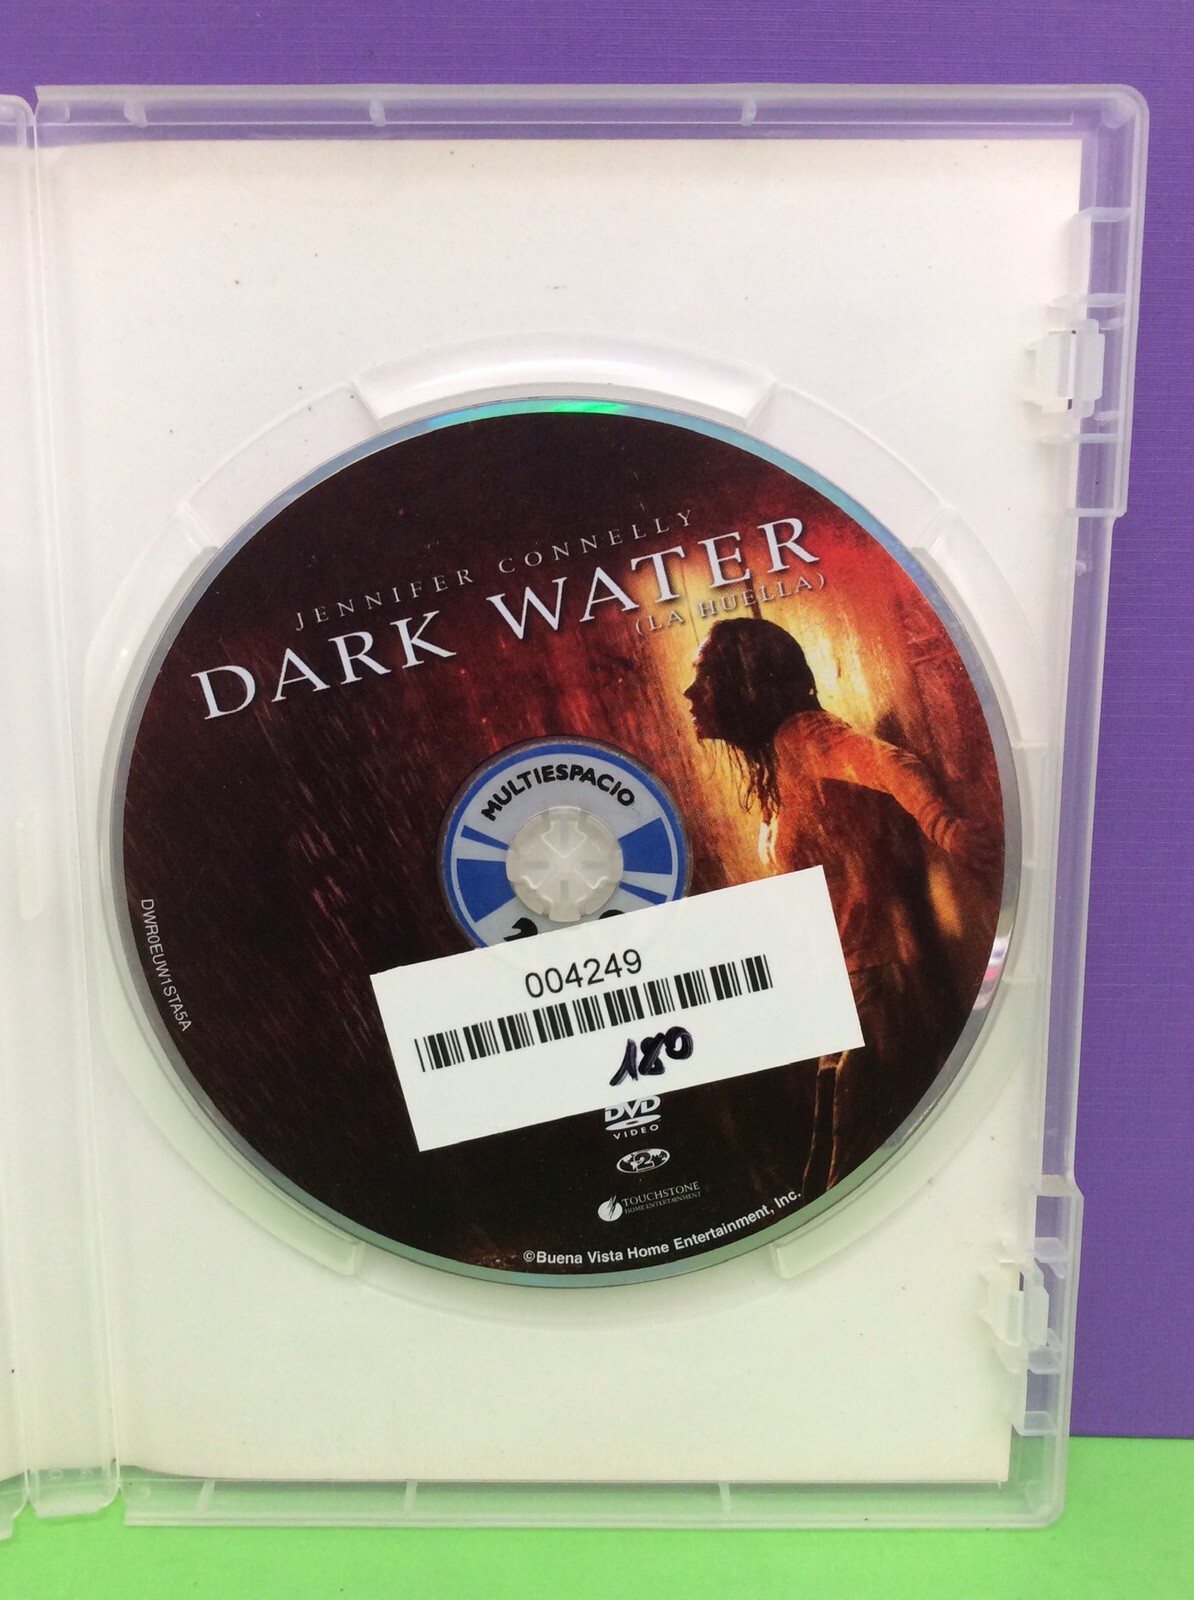 JENNIFER CONNELLY
DARK WATER
(LA HUELLA)
MULTIESPACIO
DWR0EUW1STA5A
004249
180
DVD
VIDEO
2
TOUCHSTONE
HOME ENTERTAINMENT
©Buena Vista Home Entertainment, Inc.